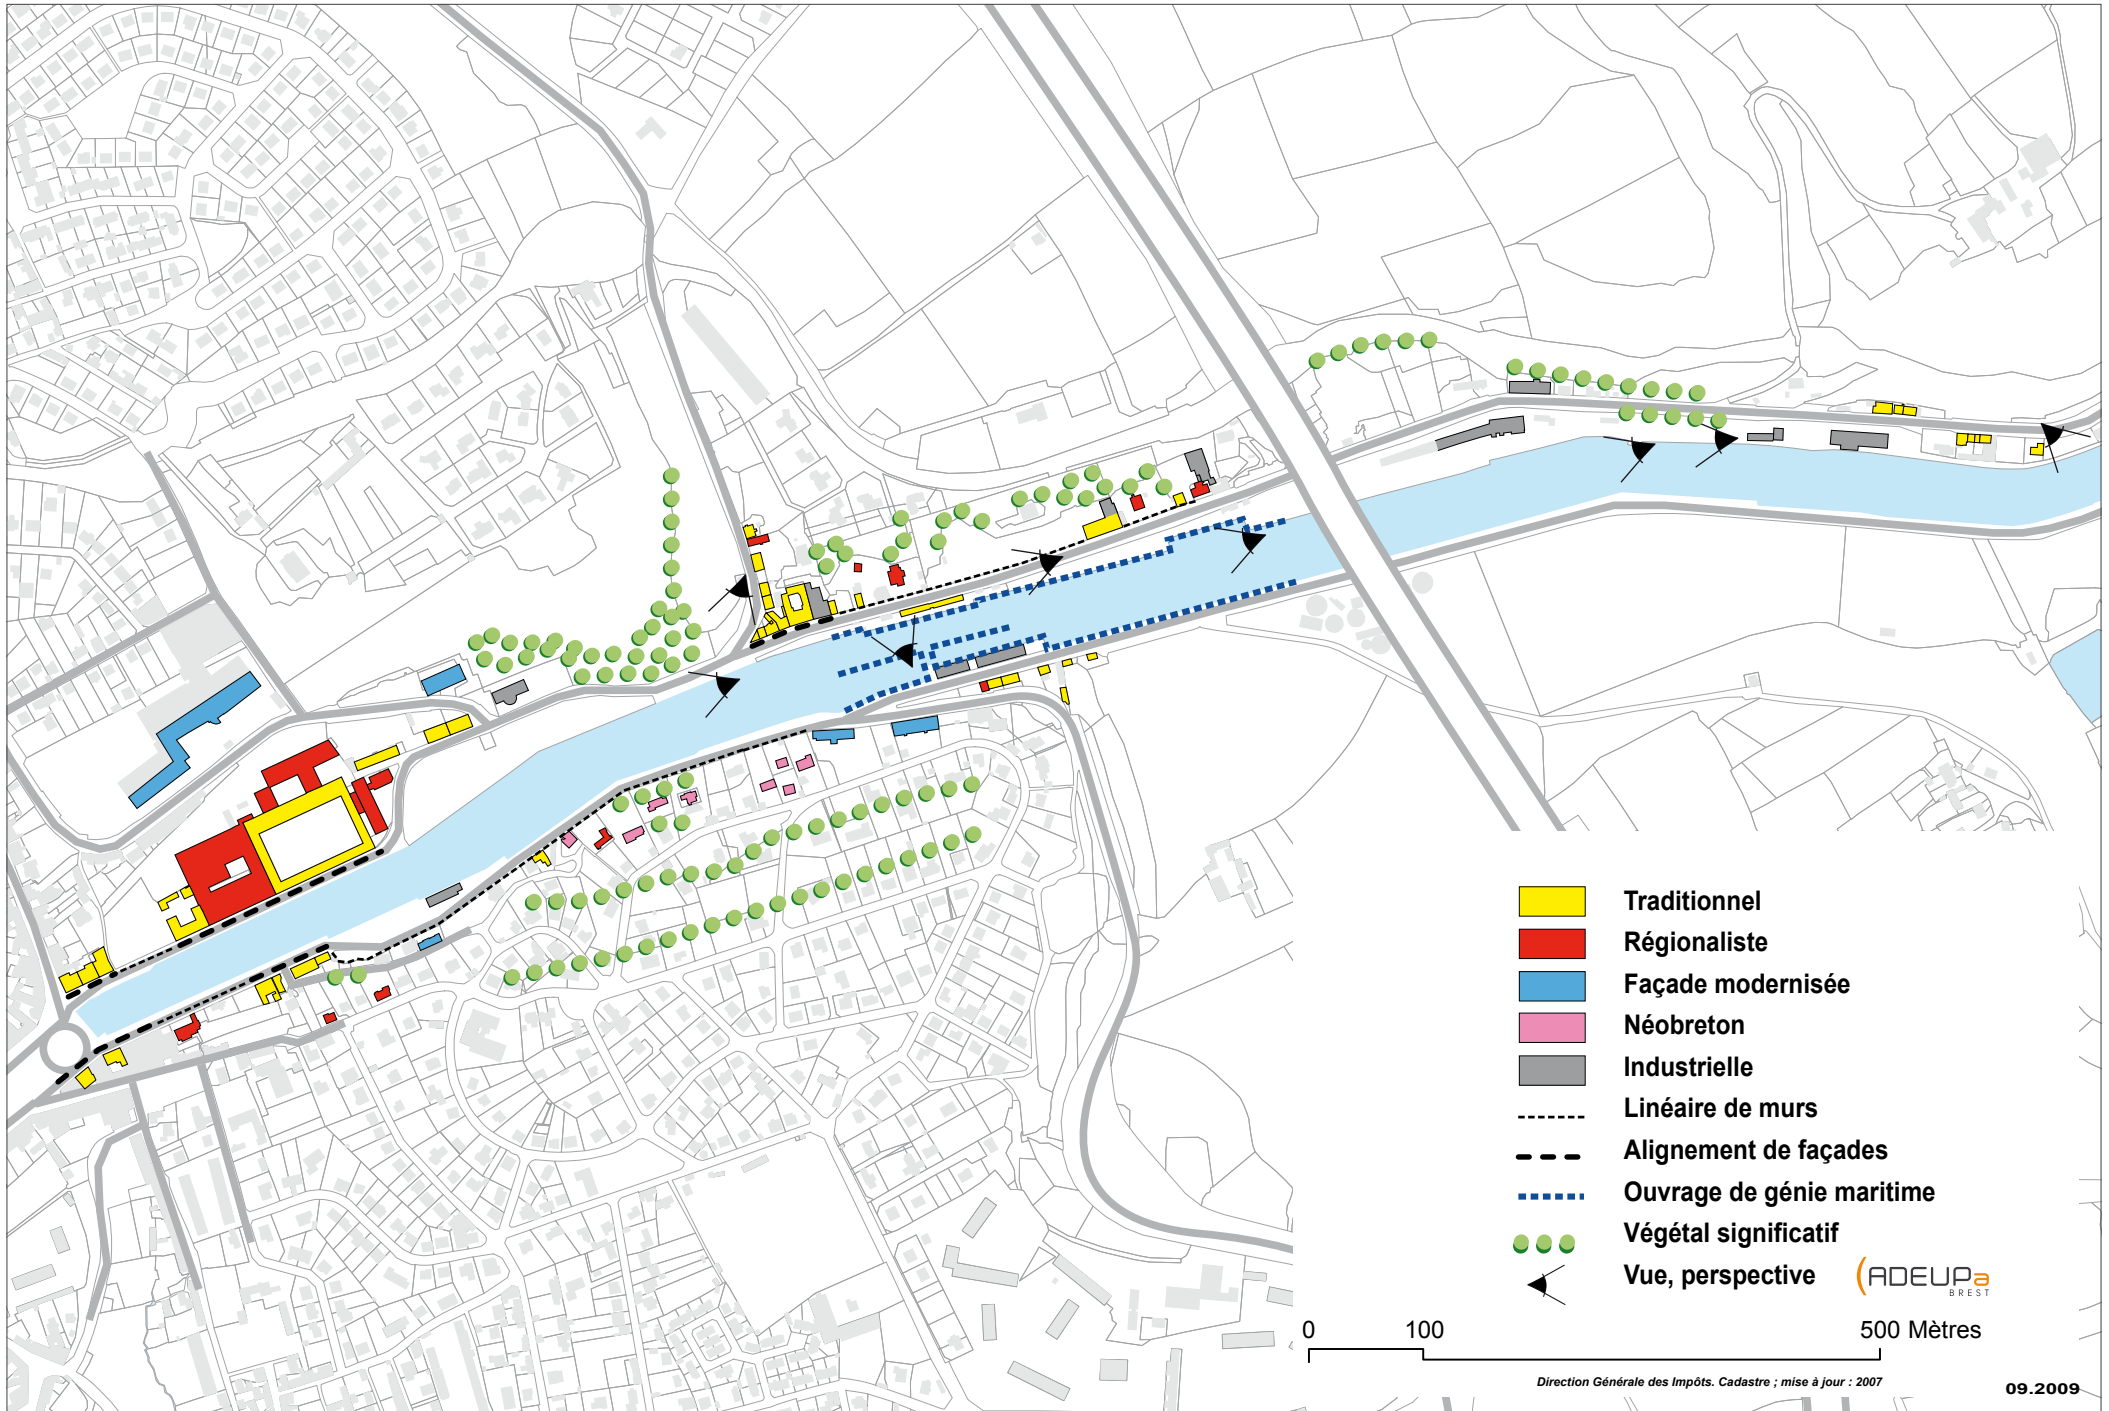 Traditionnel
Régionaliste
Façade modernisée
Néobreton
Industrielle
Linéaire de murs
Alignement de façades
Ouvrage de génie maritime
Végétal significatif
Vue, perspective
ADEUPa
BREST
0 100 500 Mètres
Direction Générale des Impôts. Cadastre ; mise à jour : 2007
09.2009